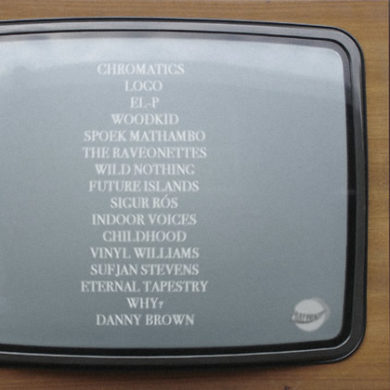 CHROMATICS
LOGO
EL-P
WOODKID
SPOEK MATHAMBO
THE RAVEONETTES
WILD NOTHING
FUTURE ISLANDS
SIGUR RÓS
INDOOR VOICES
CHILDHOOD
VINYL WILLIAMS
SUFJAN STEVENS
ETERNAL TAPESTRY
WHY?
DANNY BROWN